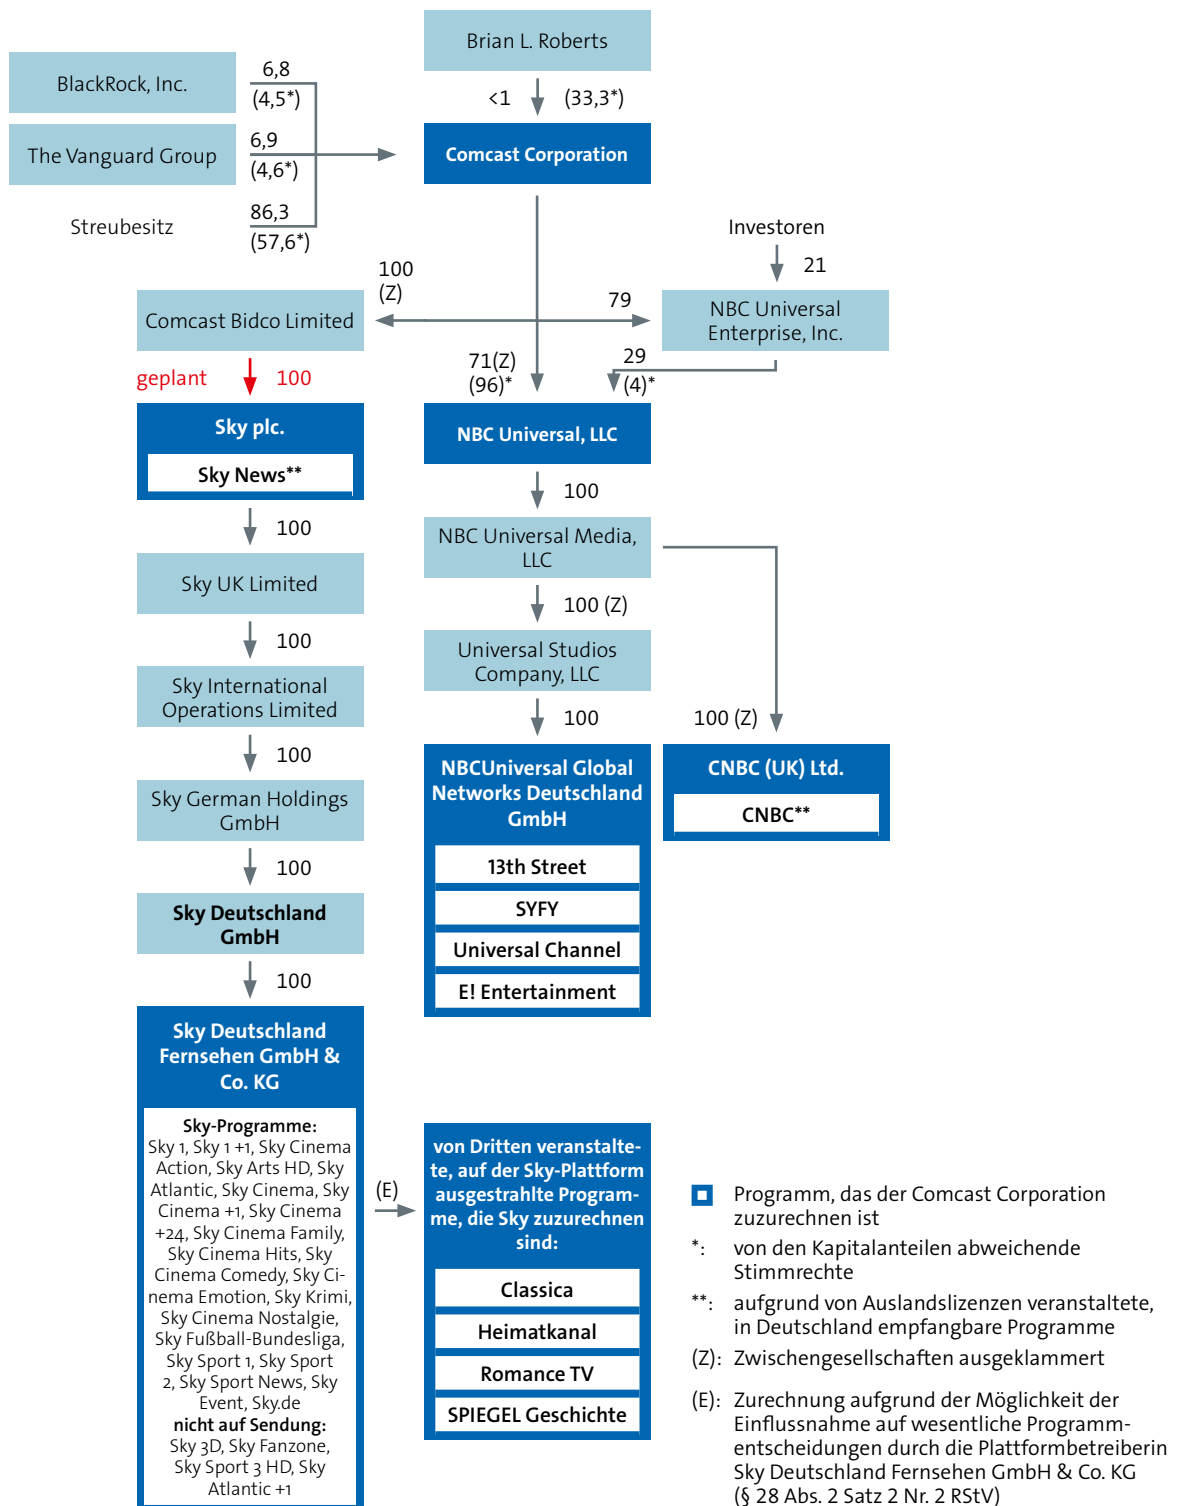 Brian L. Roberts
BlackRock, Inc.
6,8
(4,5*)
<1
(33,3*)
The Vanguard Group
6,9
(4,6*)
Comcast Corporation
Streubesitz
86,3
(57,6*)
Investoren
21
100
(Z)
79
Comcast Bidco Limited
NBC Universal
Enterprise, Inc.
geplant
100
71(Z)
(96)*
29
(4)*
Sky plc.
Sky News**
NBC Universal, LLC
100
100
NBC Universal Media,
LLC
Sky UK Limited
100 (Z)
100
Universal Studios
Company, LLC
Sky International
Operations Limited
100
100 (Z)
100
NBCUniversal Global
Networks Deutschland
GmbH
13th Street
SYFY
Universal Channel
E! Entertainment
CNBC (UK) Ltd.
CNBC**
Sky German Holdings
GmbH
100
Sky Deutschland
GmbH
100
Sky Deutschland
Fernsehen GmbH &
Co. KG
Sky-Programme:
Sky 1, Sky 1 +1, Sky Cinema
Action, Sky Arts HD, Sky
Atlantic, Sky Cinema, Sky
Cinema +1, Sky Cinema
+24, Sky Cinema Family,
Sky Cinema Hits, Sky
Cinema Comedy, Sky Ci-
nema Emotion, Sky Krimi,
Sky Cinema Nostalgie,
Sky Fußball-Bundesliga,
Sky Sport 1, Sky Sport
2, Sky Sport News, Sky
Event, Sky.de
nicht auf Sendung:
Sky 3D, Sky Fanzone,
Sky Sport 3 HD, Sky
Atlantic +1
(E)
von Dritten veranstalte-
te, auf der Sky-Plattform
ausgestrahlte Program-
me, die Sky zuzurechnen
sind:
Classica
Heimatkanal
Romance TV
SPIEGEL Geschichte
Programm, das der Comcast Corporation
zuzurechnen ist
*: von den Kapitalanteilen abweichende
Stimmrechte
**: aufgrund von Auslandslizenzen veranstaltete,
in Deutschland empfangbare Programme
(Z): Zwischengesellschaften ausgeklammert
(E): Zurechnung aufgrund der Möglichkeit der
Einflussnahme auf wesentliche Programm-
entscheidungen durch die Plattformbetreiberin
Sky Deutschland Fernsehen GmbH & Co. KG
(§ 28 Abs. 2 Satz 2 Nr. 2 RStV)